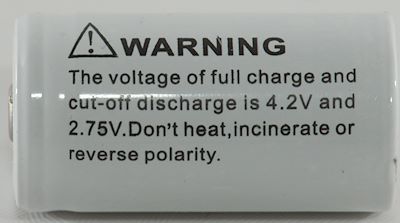 WARNING
The voltage of full charge and
cut-off discharge is 4.2V and
2.75V.Don't heat,incinerate or
reverse polarity.